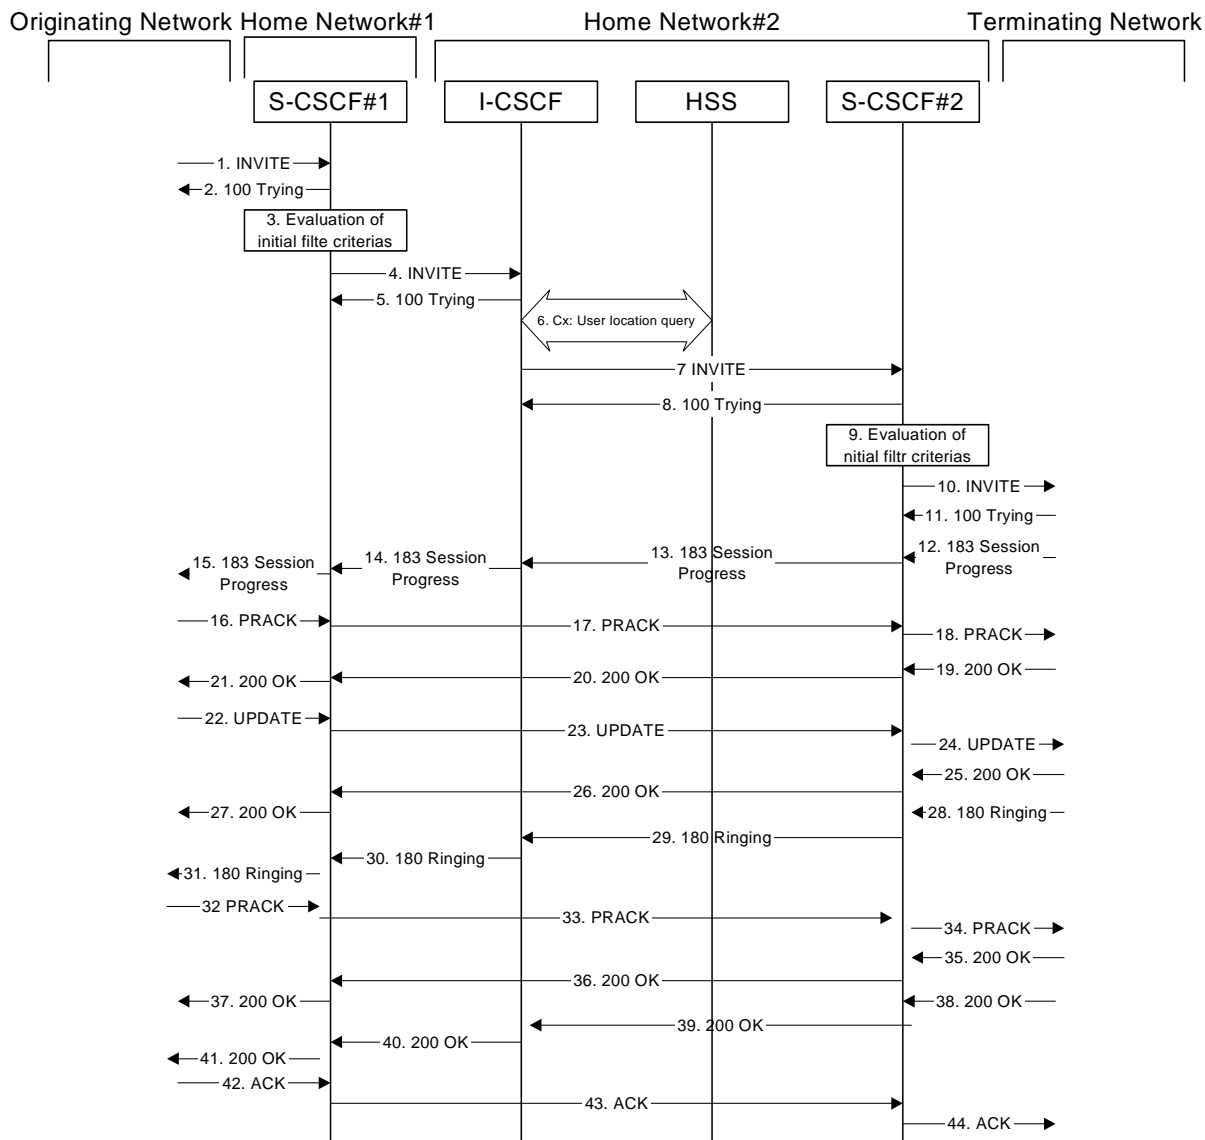 Originating Network
Home Network#1
Home Network#2
Terminating Network
S-CSCF#1
I-CSCF
HSS
S-CSCF#2
1. INVITE
2. 100 Trying
3. Evaluation of
initial filte criterias
4. INVITE
5. 100 Trying
6. Cx: User location query
7 INVITE
8. 100 Trying
9. Evaluation of
nitial filtr criterias
10. INVITE
11. 100 Trying
12. 183 Session
Progress
13. 183 Session
Progress
14. 183 Session
Progress
15. 183 Session
Progress
16. PRACK
17. PRACK
18. PRACK
19. 200 OK
20. 200 OK
21. 200 OK
22. UPDATE
23. UPDATE
24. UPDATE
25. 200 OK
26. 200 OK
27. 200 OK
28. 180 Ringing
29. 180 Ringing
30. 180 Ringing
31. 180 Ringing
32 PRACK
33. PRACK
34. PRACK
35. 200 OK
36. 200 OK
37. 200 OK
38. 200 OK
39. 200 OK
40. 200 OK
41. 200 OK
42. ACK
43. ACK
44. ACK